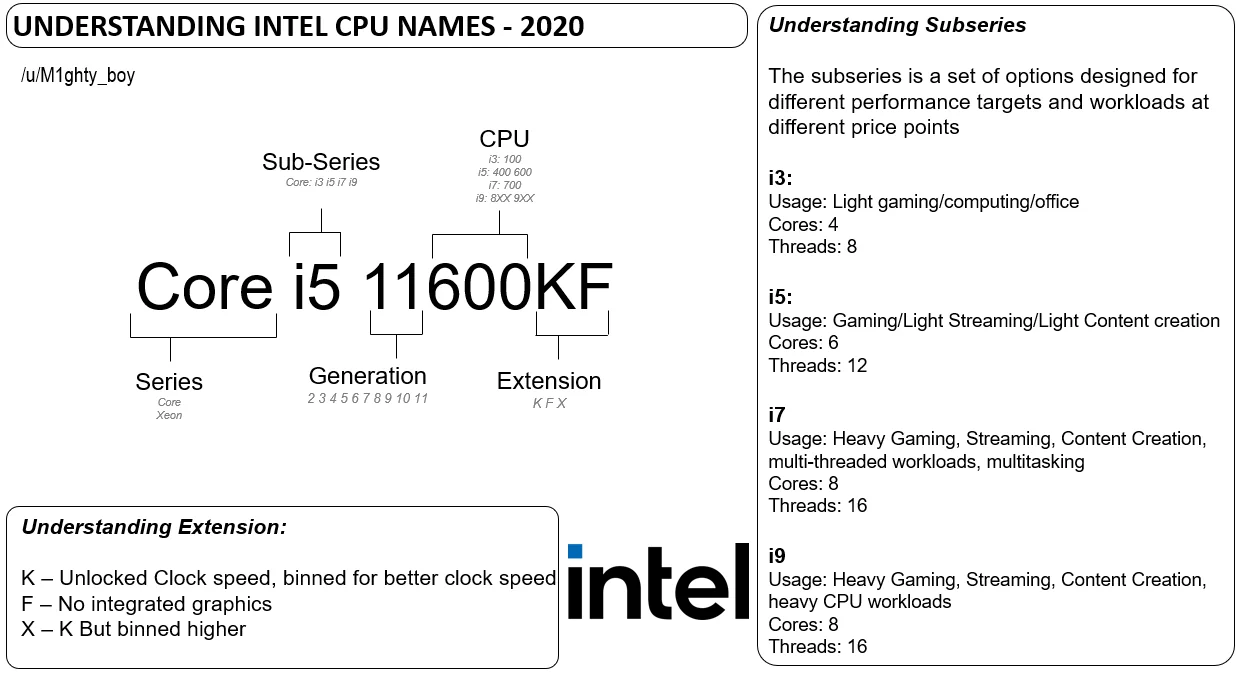 UNDERSTANDING INTEL CPU NAMES - 2020
/u/M1ghty_boy
CPU
i3: 100
i5: 400 600
i7: 700
i9: 8XX 9XX
Sub-Series
Core: i3 i5 i7 i9
Core i5 11600KF
Series
Core
Xeon
Generation
2 3 4 5 6 7 8 9 10 11
Extension
K F X
Understanding Extension:
K – Unlocked Clock speed, binned for better clock speed
F – No integrated graphics
X – K But binned higher
intel
Understanding Subseries
The subseries is a set of options designed for
different performance targets and workloads at
different price points
i3:
Usage: Light gaming/computing/office
Cores: 4
Threads: 8
i5:
Usage: Gaming/Light Streaming/Light Content creation
Cores: 6
Threads: 12
i7
Usage: Heavy Gaming, Streaming, Content Creation,
multi-threaded workloads, multitasking
Cores: 8
Threads: 16
i9
Usage: Heavy Gaming, Streaming, Content Creation,
heavy CPU workloads
Cores: 8
Threads: 16